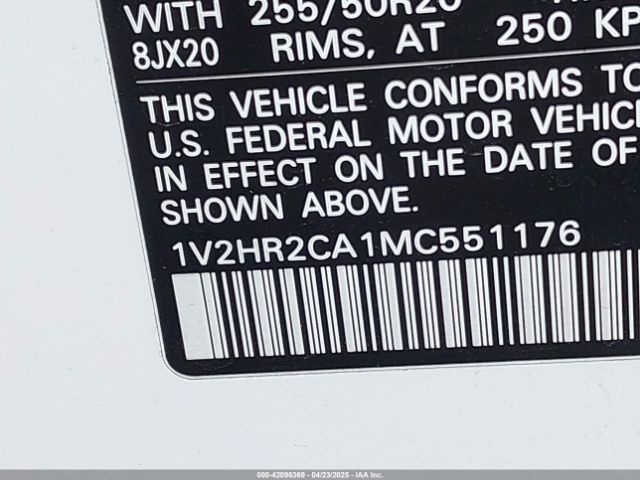 WITH 255/50R20
8JX20 RIMS, AT 250 KP
THIS VEHICLE CONFORMS TO
U.S. FEDERAL MOTOR VEHIC
IN EFFECT ON THE DATE OF
SHOWN ABOVE.
1V2HR2CA1MC551176
000-42096369 - 04/23/2025 - IAA Inc.